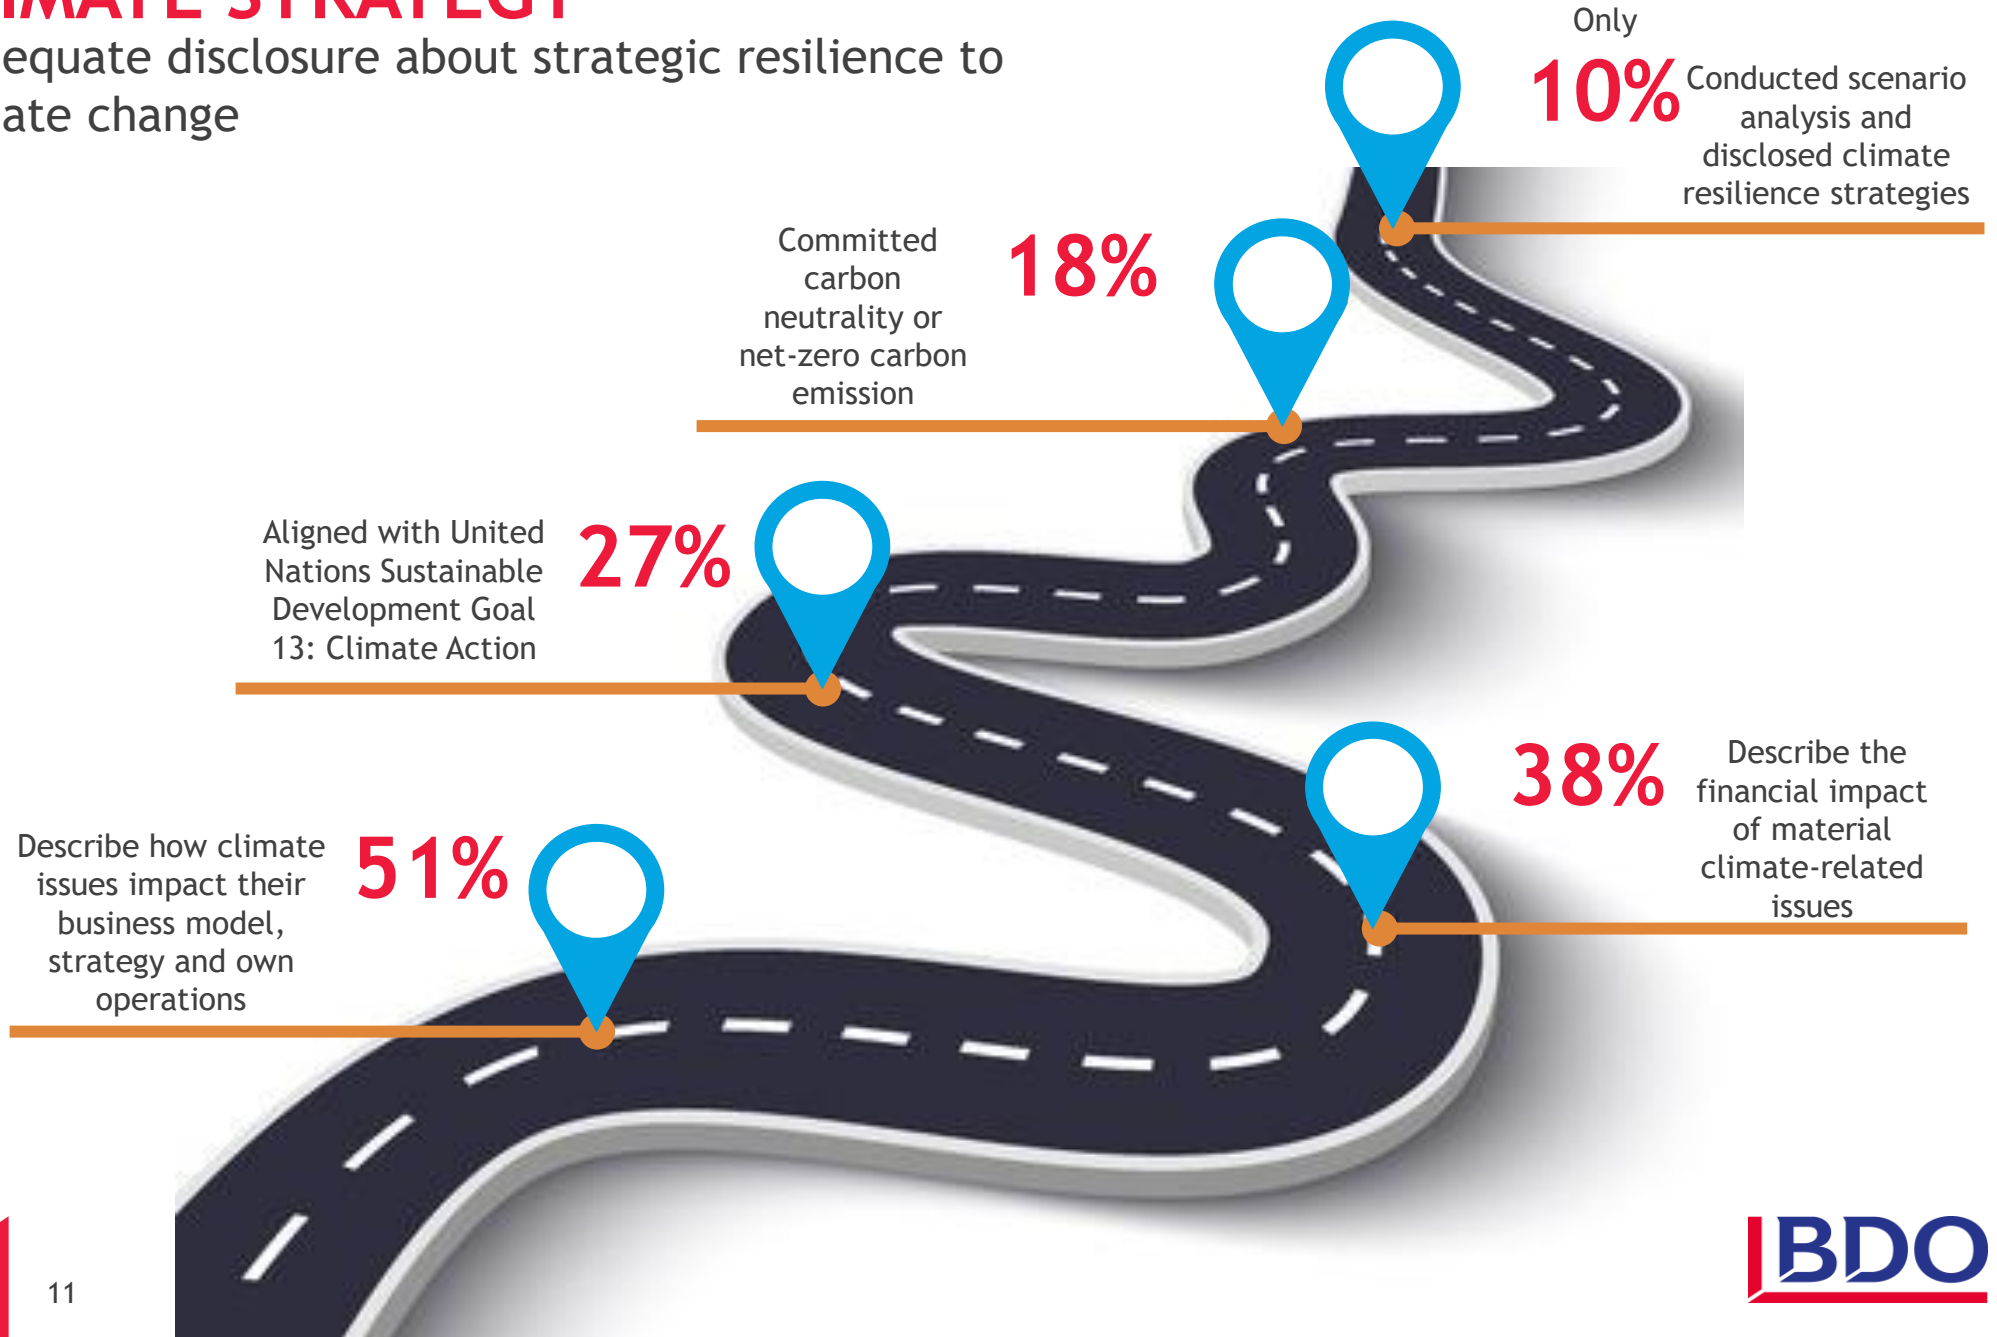 IMATE STRATEGY
equate disclosure about strategic resilience to
ate change
Only
10%
Conducted scenario
analysis and
disclosed climate
resilience strategies
Committed
carbon
neutrality or
net-zero carbon
emission
18%
Aligned with United
Nations Sustainable
Development Goal
13: Climate Action
27%
38%
Describe the
financial impact
of material
climate-related
issues
Describe how climate
issues impact their
business model,
strategy and own
operations
51%
11
BDO